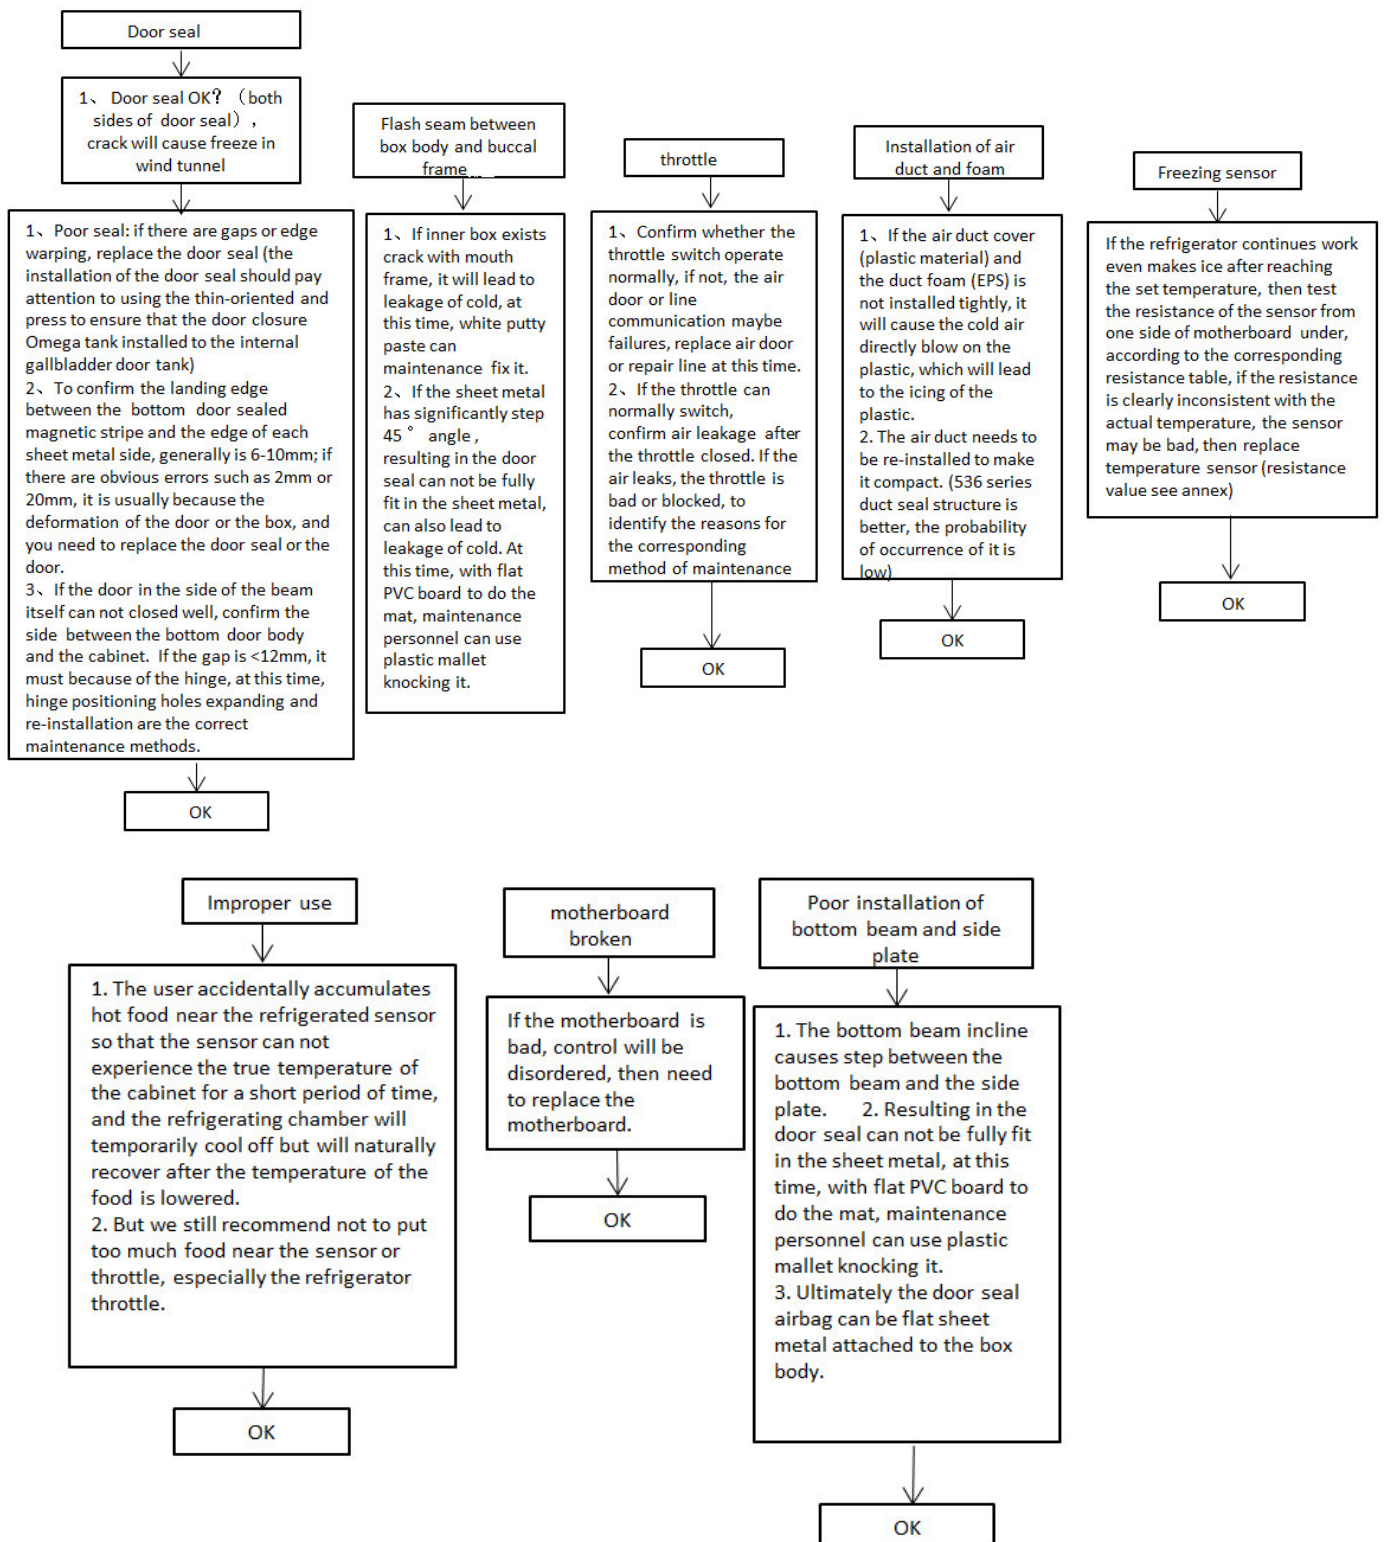 Door seal
1、Door seal OK？（both
sides of door seal），
crack will cause freeze in
wind tunnel
1、Poor seal: if there are gaps or edge
warping, replace the door seal (the
installation of the door seal should pay
attention to using the thin-oriented and
press to ensure that the door closure
Omega tank installed to the internal
gallbladder door tank)
2、To confirm the landing edge
between the bottom door sealed
magnetic stripe and the edge of each
sheet metal side, generally is 6-10mm; if
there are obvious errors such as 2mm or
20mm, it is usually because the
deformation of the door or the box, and
you need to replace the door seal or the
door.
3、If the door in the side of the beam
itself can not closed well, confirm the
side between the bottom door body
and the cabinet. If the gap is <12mm, it
must because of the hinge, at this time,
hinge positioning holes expanding and
re-installation are the correct
maintenance methods.
OK
Flash seam between
box body and buccal
frame
1、If inner box exists
crack with mouth
frame, it will lead to
leakage of cold, at
this time, white putty
paste can
maintenance fix it.
2、If the sheet metal
has significantly step
45° angle,
resulting in the door
seal can not be fully
fit in the sheet metal,
can also lead to
leakage of cold. At
this time, with flat
PVC board to do the
mat, maintenance
personnel can use
plastic mallet
knocking it.
throttle
1、Confirm whether the
throttle switch operate
normally, if not, the air
door or line
communication maybe
failures, replace air door
or repair line at this time.
2、If the throttle can
normally switch,
confirm air leakage after
the throttle closed. If the
air leaks, the throttle is
bad or blocked, to
identify the reasons for
the corresponding
method of maintenance
OK
Installation of air
duct and foam
1、If the air duct cover
(plastic material) and
the duct foam (EPS) is
not installed tightly, it
will cause the cold air
directly blow on the
plastic, which will lead
to the icing of the
plastic.
2. The air duct needs to
be re-installed to make
it compact. (536 series
duct seal structure is
better, the probability
of occurrence of it is
low)
OK
Freezing sensor
If the refrigerator continues work
even makes ice after reaching
the set temperature, then test
the resistance of the sensor from
one side of motherboard under,
according to the corresponding
resistance table, if the resistance
is clearly inconsistent with the
actual temperature, the sensor
may be bad, then replace
temperature sensor (resistance
value see annex)
OK
Improper use
1. The user accidentally accumulates
hot food near the refrigerated sensor
so that the sensor can not
experience the true temperature of
the cabinet for a short period of time,
and the refrigerating chamber will
temporarily cool off but will naturally
recover after the temperature of the
food is lowered.
2. But we still recommend not to put
too much food near the sensor or
throttle, especially the refrigerator
throttle.
OK
motherboard
broken
If the motherboard is
bad, control will be
disordered, then need
to replace the
motherboard.
OK
Poor installation of
bottom beam and side
plate
1. The bottom beam incline
causes step between the
bottom beam and the side
plate. 2. Resulting in the
door seal can not be fully fit
in the sheet metal, at this
time, with flat PVC board to
do the mat, maintenance
personnel can use plastic
mallet knocking it.
3. Ultimately the door seal
airbag can be flat sheet
metal attached to the box
body.
OK